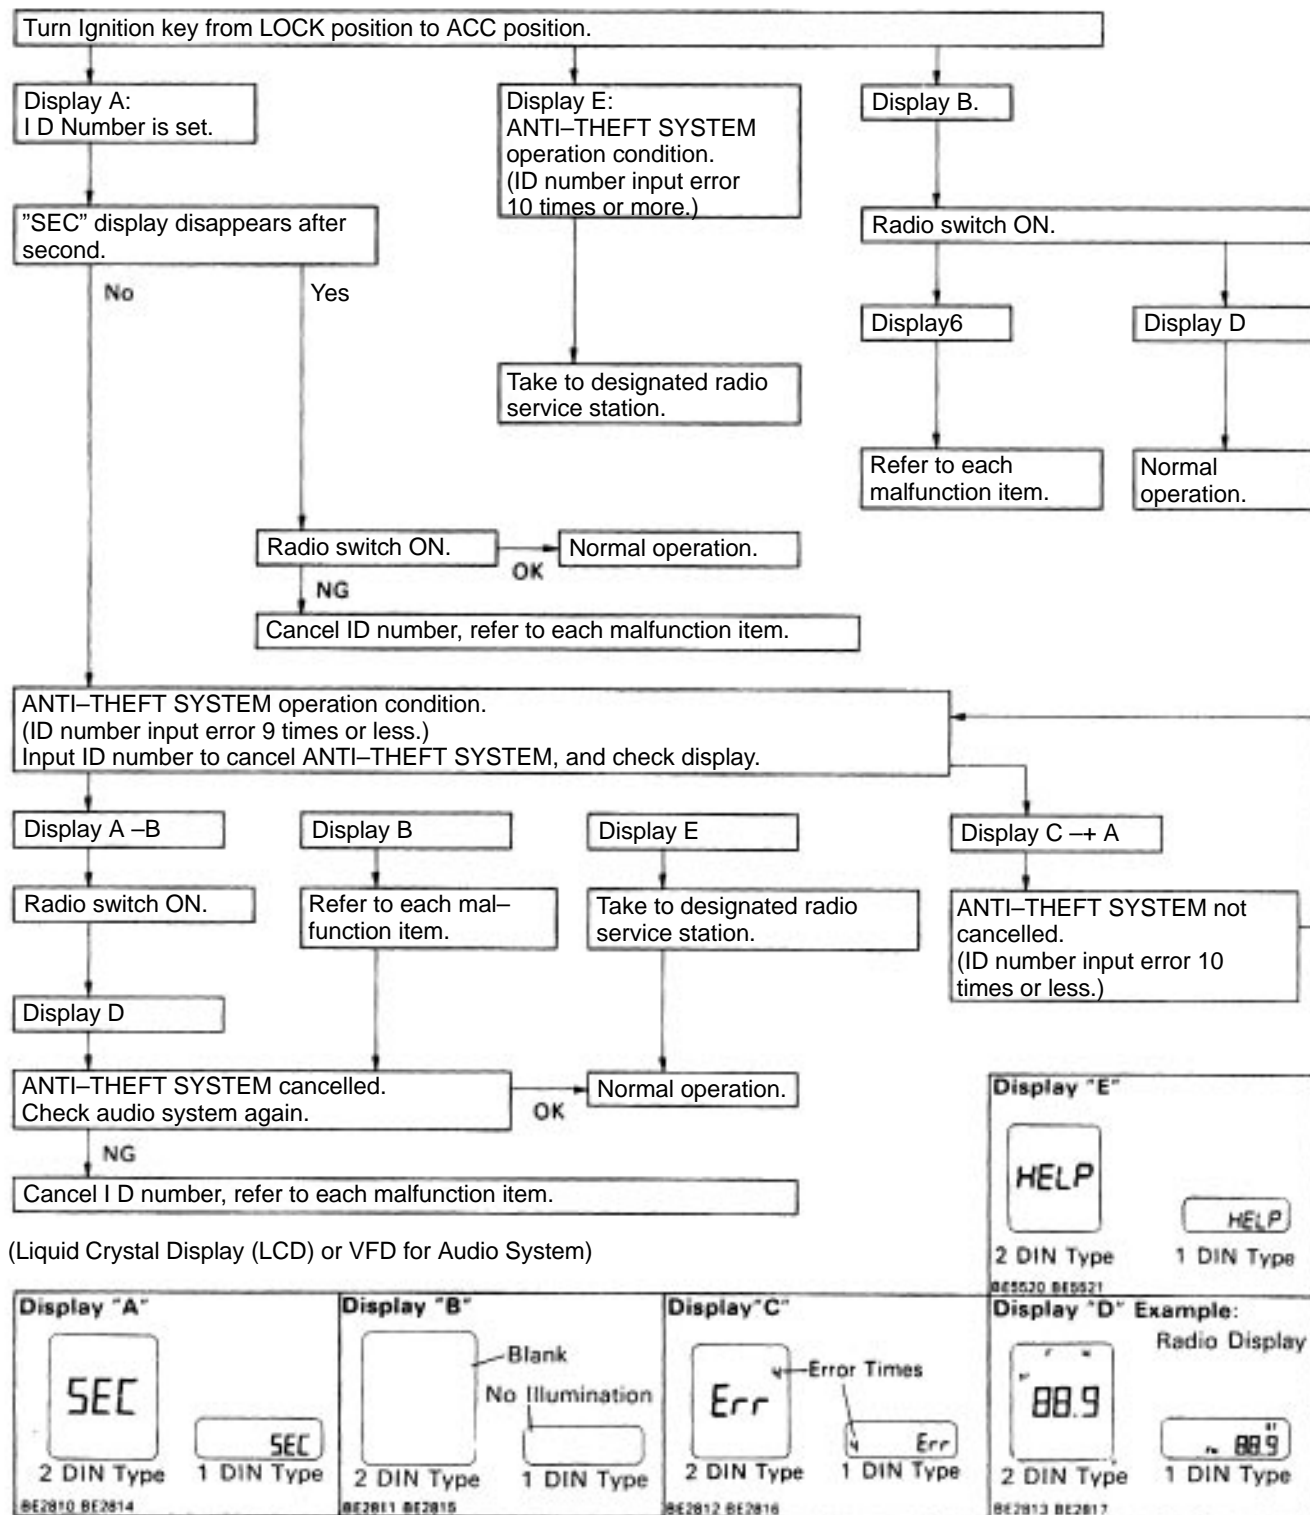 Turn Ignition key from LOCK position to ACC position.
Display A:
I D Number is set.
Display E:
ANTI–THEFT SYSTEM
operation condition.
(ID number input error
10 times or more.)
Display B.
"SEC" display disappears after
second.
Radio switch ON.
No
Yes
Display6
Display D
Take to designated radio
service station.
Refer to each
malfunction item.
Normal
operation.
Radio switch ON.
OK
Normal operation.
NG
Cancel ID number, refer to each malfunction item.
ANTI–THEFT SYSTEM operation condition.
(ID number input error 9 times or less.)
Input ID number to cancel ANTI–THEFT SYSTEM, and check display.
Display A –B
Display B
Display E
Display C –+ A
Radio switch ON.
Refer to each mal–
function item.
Take to designated radio
service station.
ANTI–THEFT SYSTEM not
cancelled.
(ID number input error 10
times or less.)
Display D
ANTI–THEFT SYSTEM cancelled.
Check audio system again.
OK
Normal operation.
NG
Cancel I D number, refer to each malfunction item.
(Liquid Crystal Display (LCD) or VFD for Audio System)
Display "E"
HELP
HELP
2 DIN Type
1 DIN Type
BE5520 BE5521
Display "A"
SEC
SEC
2 DIN Type
1 DIN Type
BE2810 BE2814
Display "B"
Blank
No Illumination
2 DIN Type
1 DIN Type
BE2811 BE2815
Display"C"
4
Error Times
Err
4 Err
2 DIN Type
1 DIN Type
BE2812 BE2816
Display "D" Example:
Radio Display
88.9
88.9
2 DIN Type
1 DIN Type
BE2813 BE2817